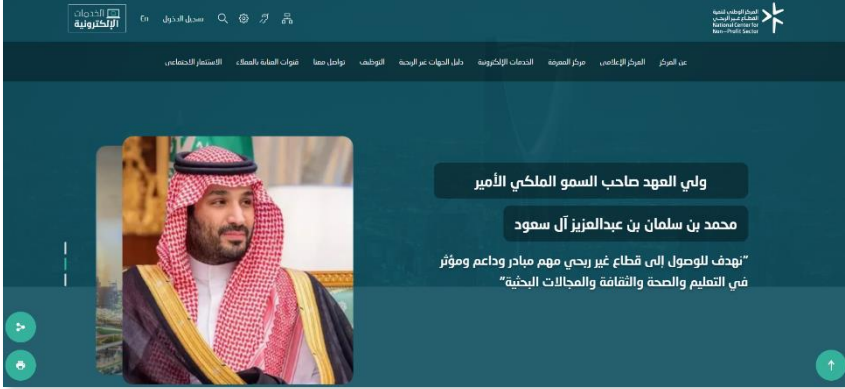 المركز الوطني لتنمية
القطاع غير الربحي
National Center for
Non-Profit Sector
تسجيل الدخول
En
الخدمات
الإلكترونية
عن المركز
المركز الإعلامي
مركز المعرفة
الخدمات الإلكترونية
دليل الجهات غير الربحية
التوظيف
تواصل معنا
قنوات العناية بالعملاء
الاستثمار الاجتماعي
ولي العهد صاحب السمو الملكي الأمير
محمد بن سلمان بن عبدالعزيز آل سعود
"نهدف للوصول إلى قطاع غير ربحي مهم مبادر وداعم ومؤثر
في التعليم والصحة والثقافة والمجالات البحثية"